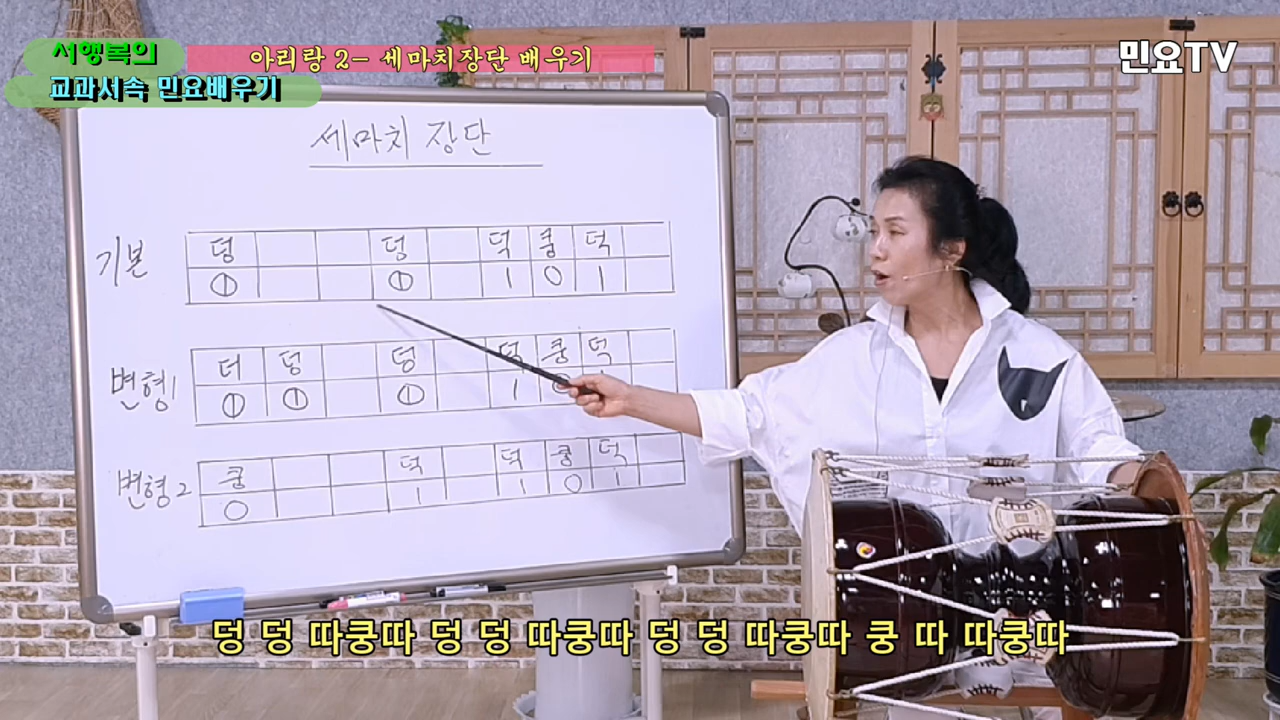 서행복의
교과서속 민요배우기
아리랑 2- 세마치장단 배우기
민요TV
세마치 장단
기본
덩 덩 덕 쿵 덕
변형1
더 덩 덩 덕 쿵 덕
변형2
쿵 덕 덕 쿵 덕
덩 덩 따쿵따 덩 덩 따쿵따 덩 덩 따쿵따 쿵 따 따쿵따